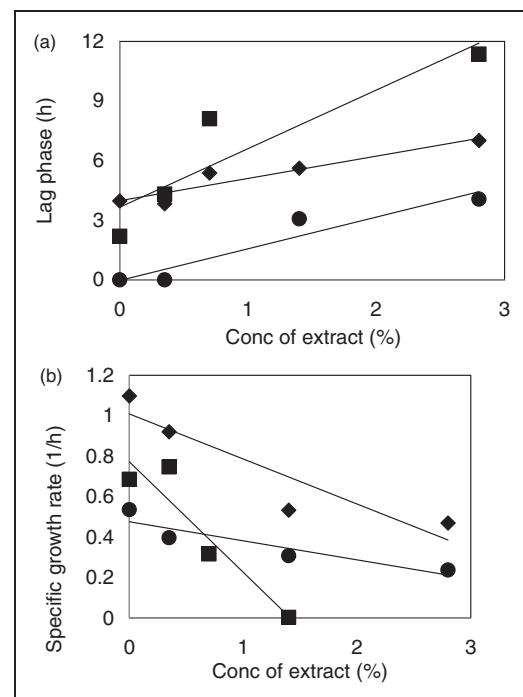 (a)
12
9
6
3
0
Lag phase (h)
0 1 2 3
Conc of extract (%)
(b)
1.2
1
0.8
0.6
0.4
0.2
0
Specific growth rate (1/h)
0 1 2 3
Conc of extract (%)